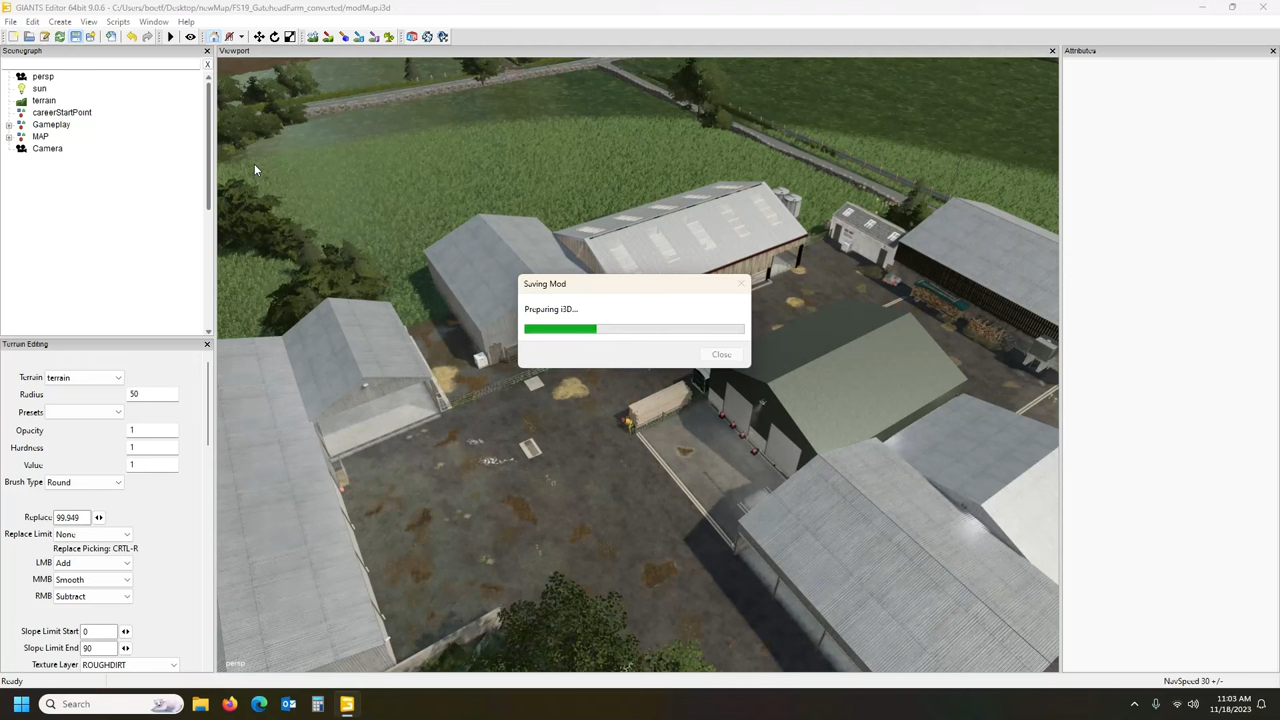 GIANTS Editor 64bit 9.0.6 - C:/Users/boetf/Desktop/newMap/FS19_GateheadFarm_converted/modMap.i3d
File Edit Create View Scripts Window Help
Scenegraph
Viewport
Attributes
persp
sun
terrain
careerStartPoint
Gameplay
MAP
Camera
Saving Mod
Preparing i3D...
Close
Terrain Editing
Terrain terrain
Radius 50
Presets
Opacity 1
Hardness 1
Value 1
Brush Type Round
Replace 99,949
Replace Limit None
Replace Picking: CRTL-R
LMB Add
MMB Smooth
RMB Subtract
Slope Limit Start 0
Slope Limit End 90
Texture Layer ROUGHDIRT
persp
Ready
NavSpeed 30 +/-
Search
11:03 AM
11/18/2023